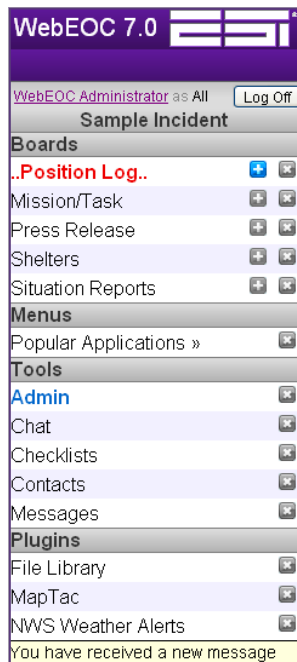 WebEOC 7.0 ESi
WebEOC Administrator as All Log Off
Sample Incident
Boards
..Position Log..
Mission/Task
Press Release
Shelters
Situation Reports
Menus
Popular Applications »
Tools
Admin
Chat
Checklists
Contacts
Messages
Plugins
File Library
MapTac
NWS Weather Alerts
You have received a new message